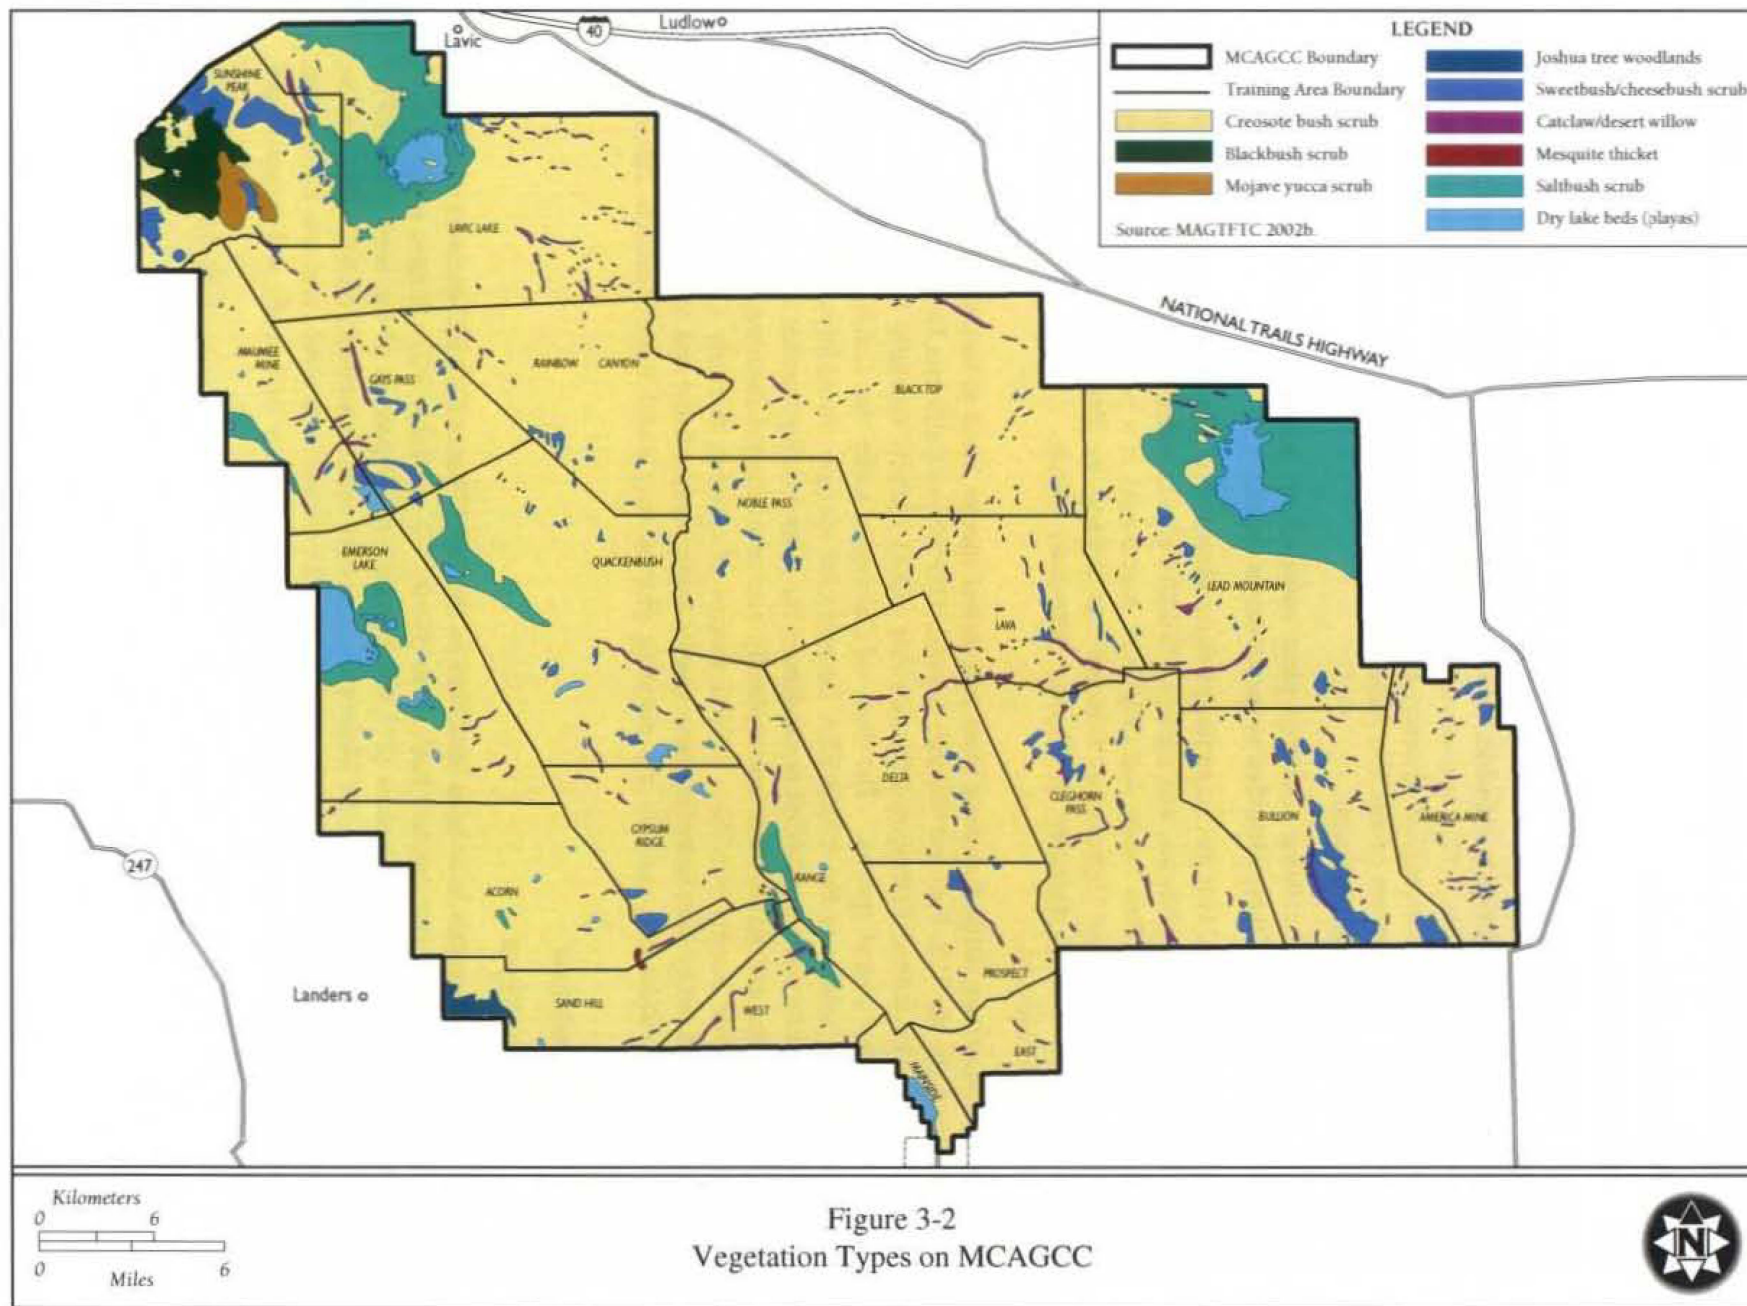 Ludlow
40
Lavic
LEGEND
MCAGCC Boundary
Training Area Boundary
Creosote bush scrub
Blackbush scrub
Mojave yucca scrub
Joshua tree woodlands
Sweetbush/cheesebush scrub
Catclaw/desert willow
Mesquite thicket
Saltbush scrub
Dry lake beds (playas)
Source: MAGTFTC 2002b.
SUNSHINE
PEAK
LAVIC LAKE
NATIONAL TRAILS HIGHWAY
MAUMEE
MINE
GAYS PASS
RAINBOW CANYON
BLACK TOP
NOBLE PASS
EMERSON
LAKE
QUACKENBUSH
LEAD MOUNTAIN
LAVA
DELTA
CLEGHORN
PASS
BULLION
AMERICA MINE
GYPSUM
RIDGE
247
ACORN
RANGE
PROSPECT
Landers
SAND HILL
WEST
EAST
MAINSIDE
Kilometers
0 6
0 6
Miles
Figure 3-2
Vegetation Types on MCAGCC
N